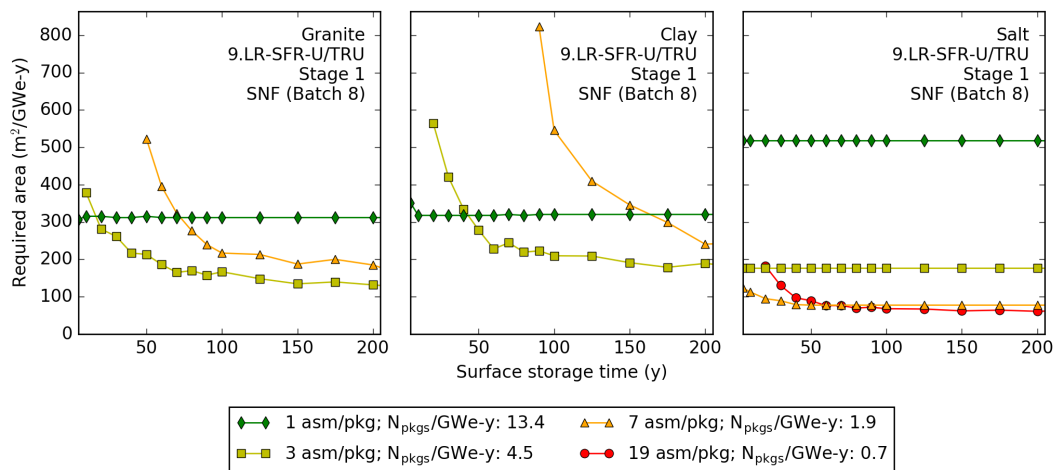 Granite
9.LR-SFR-U/TRU
Stage 1
SNF (Batch 8)
Clay
9.LR-SFR-U/TRU
Stage 1
SNF (Batch 8)
Salt
9.LR-SFR-U/TRU
Stage 1
SNF (Batch 8)
Required area (m²/GWe-y)
800
700
600
500
400
300
200
100
0
50 100 150 200
50 100 150 200
50 100 150 200
Surface storage time (y)
1 asm/pkg; N_pkgs/GWe-y: 13.4
3 asm/pkg; N_pkgs/GWe-y: 4.5
7 asm/pkg; N_pkgs/GWe-y: 1.9
19 asm/pkg; N_pkgs/GWe-y: 0.7